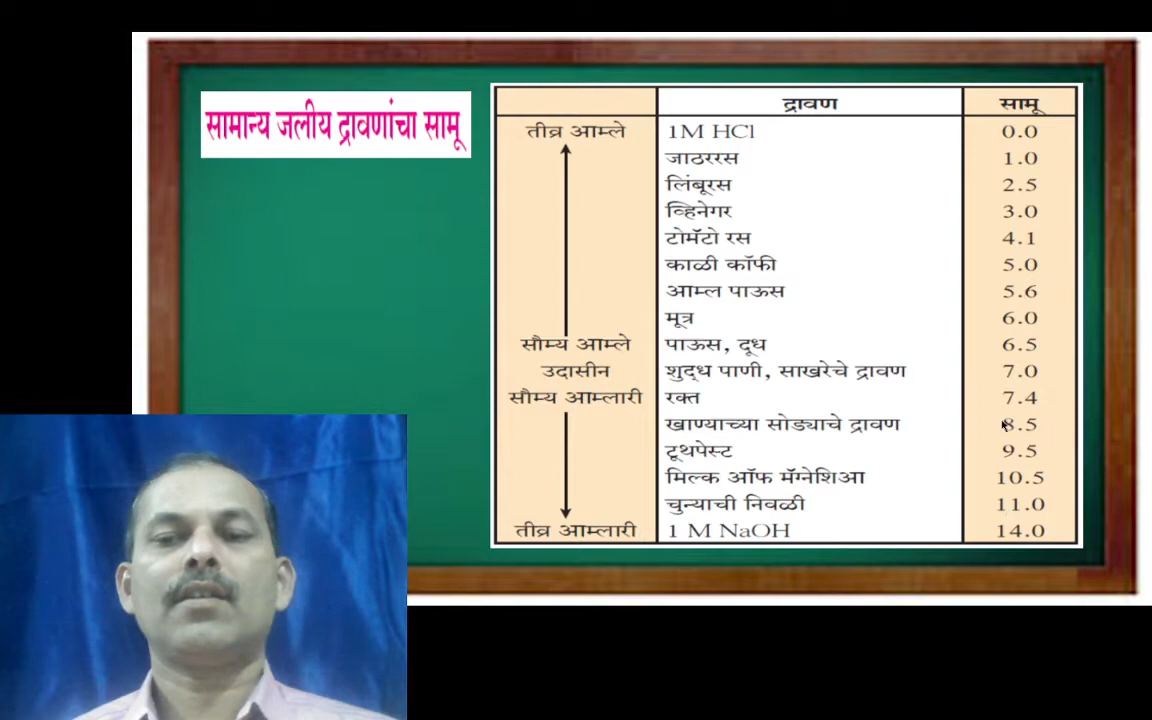 सामान्य जलीय द्रावणांचा सामू
द्रावण सामू
तीव्र आम्ले 1M HCl 0.0
जाठररस 1.0
लिंबूरस 2.5
व्हिनेगर 3.0
टोमॅटो रस 4.1
काळी कॉफी 5.0
आम्ल पाऊस 5.6
मूत्र 6.0
सौम्य आम्ले पाऊस, दूध 6.5
उदासीन शुद्ध पाणी, साखरेचे द्रावण 7.0
सौम्य आम्लारी रक्त 7.4
खाण्याच्या सोड्याचे द्रावण 8.5
टूथपेस्ट 9.5
मिल्क ऑफ मॅग्नेशिआ 10.5
चुन्याची निवळी 11.0
तीव्र आम्लारी 1 M NaOH 14.0